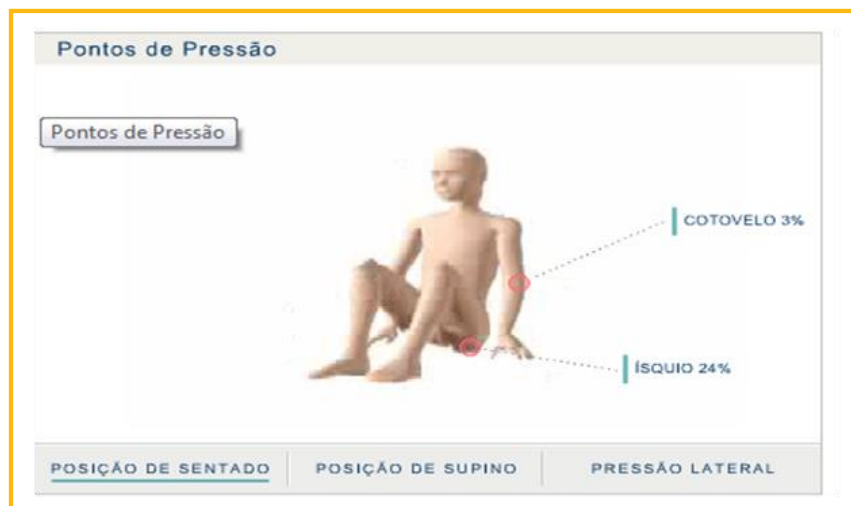 Pontos de Pressão
Pontos de Pressão
COTOVELO 3%
ÍSQUIO 24%
POSIÇÃO DE SENTADO
POSIÇÃO DE SUPINO
PRESSÃO LATERAL